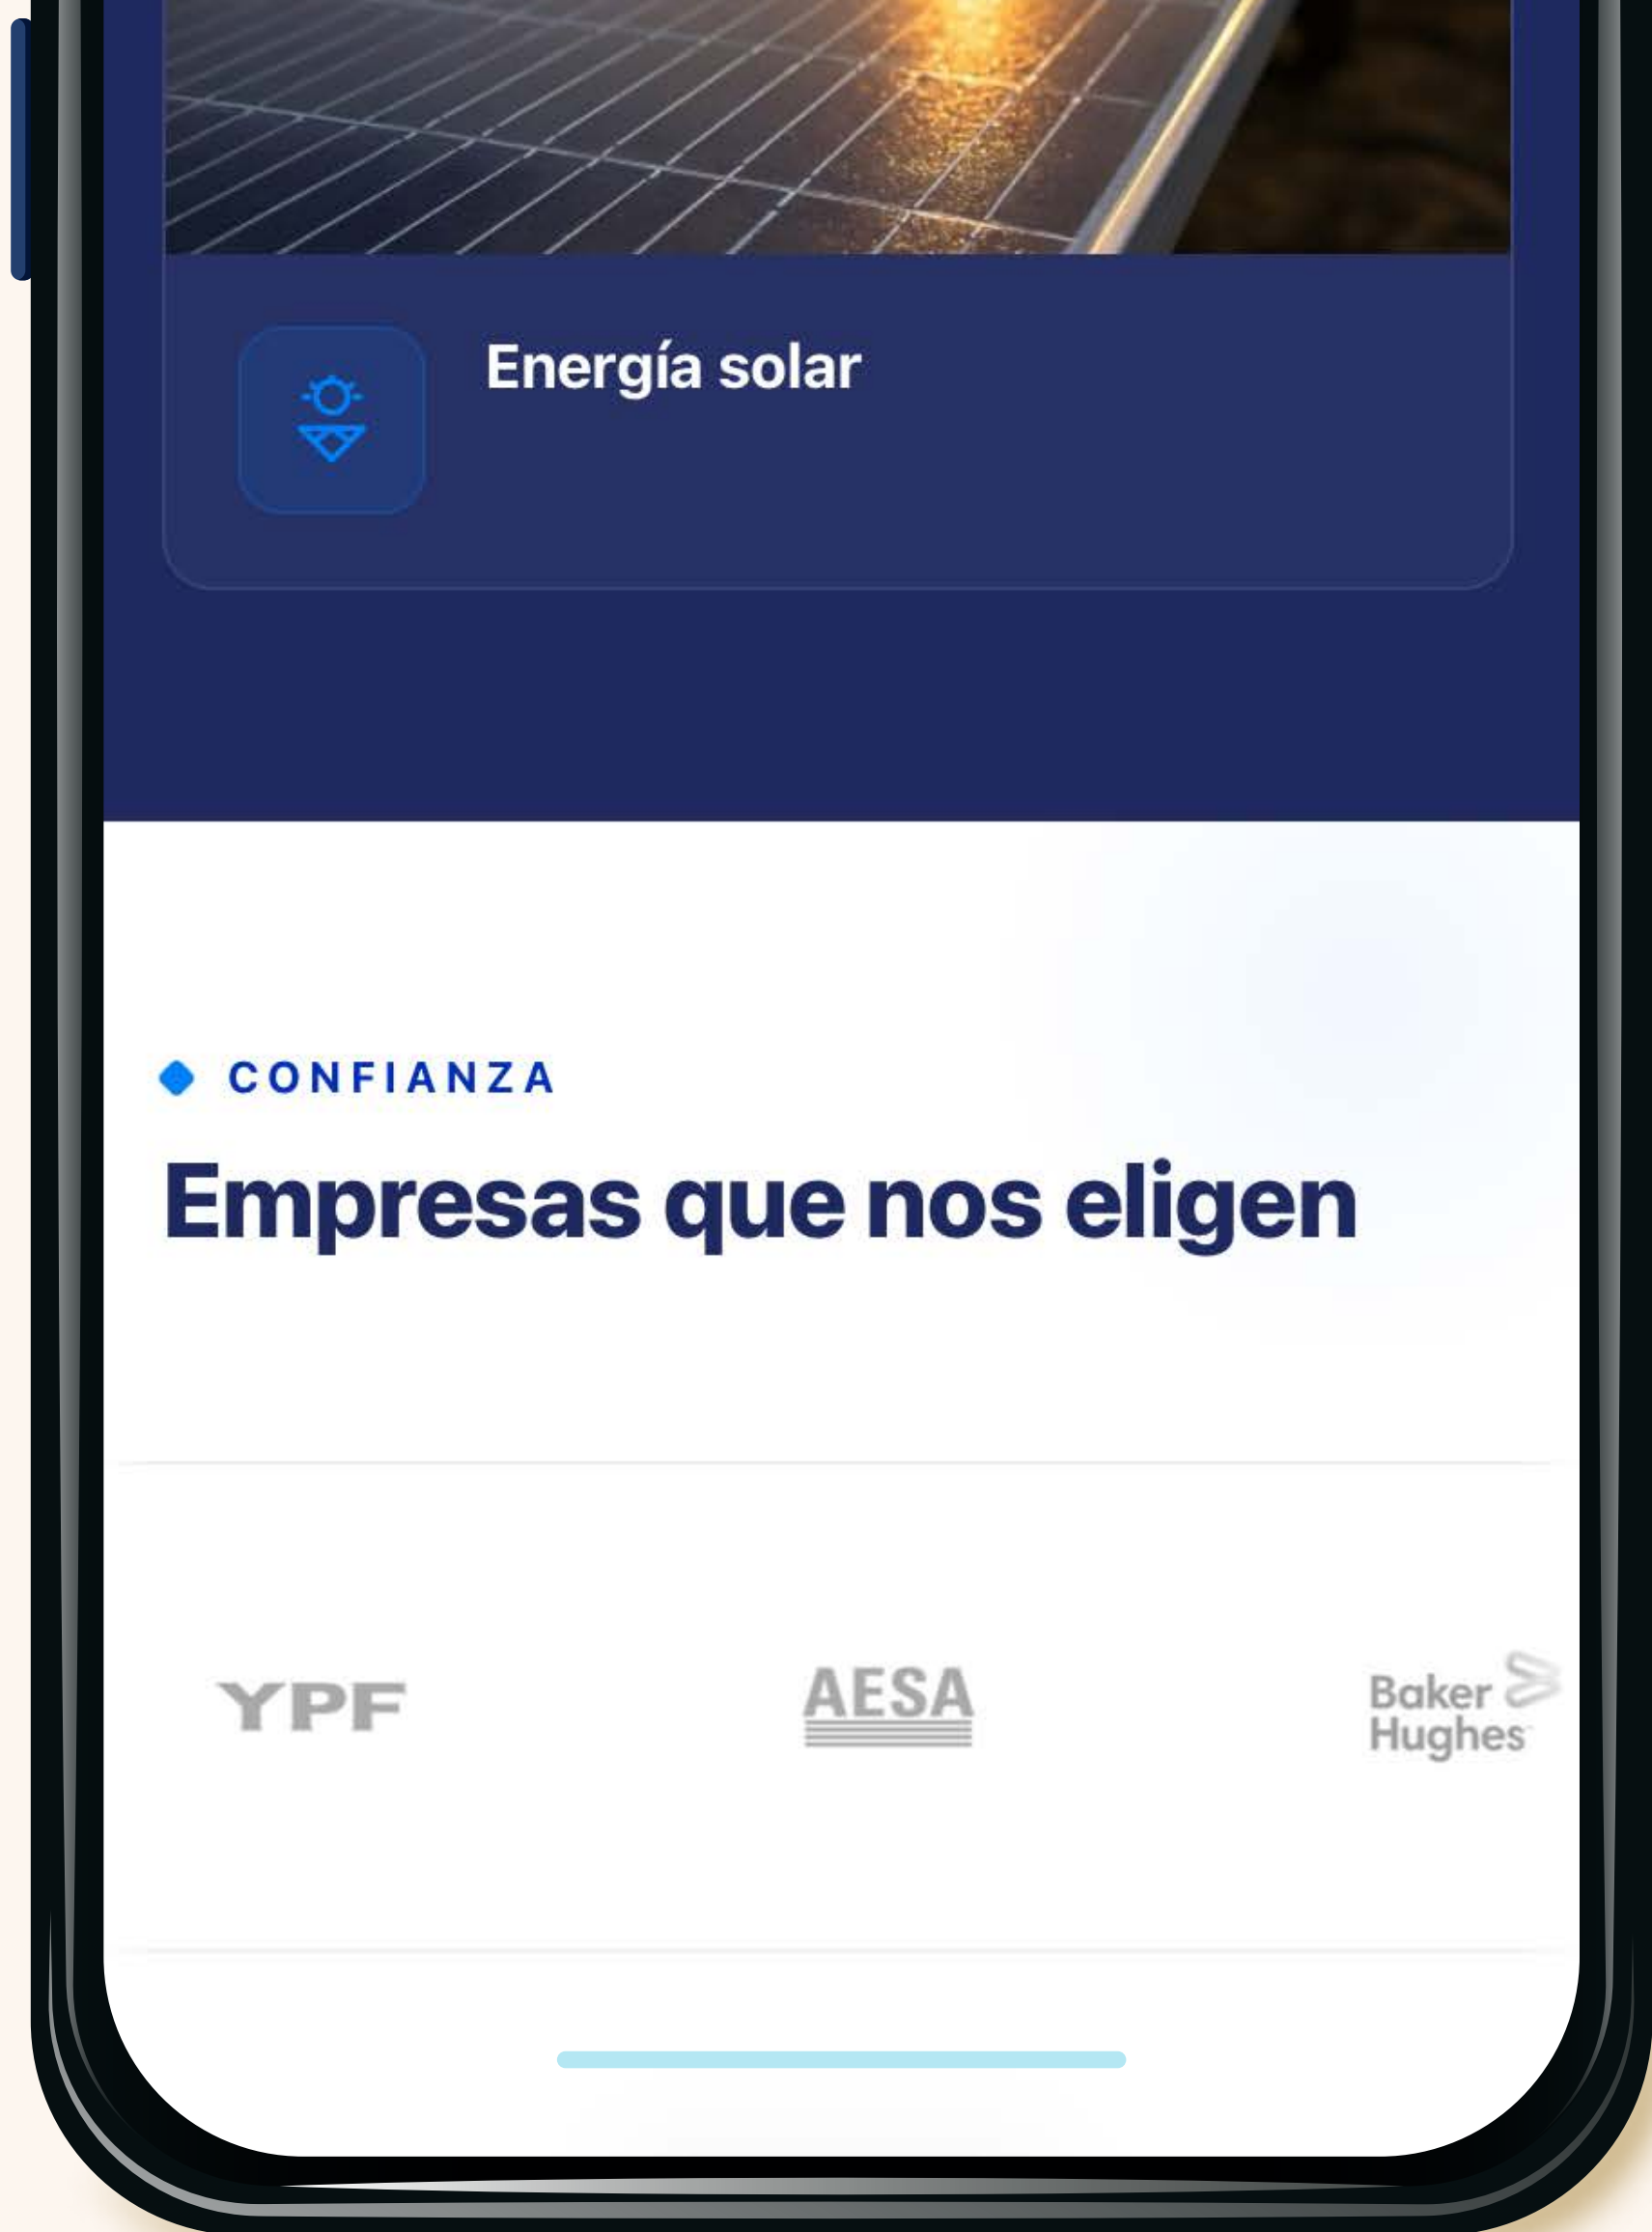 Energía solar
CONFIANZA
Empresas que nos eligen
YPF
AESA
Baker
Hughes